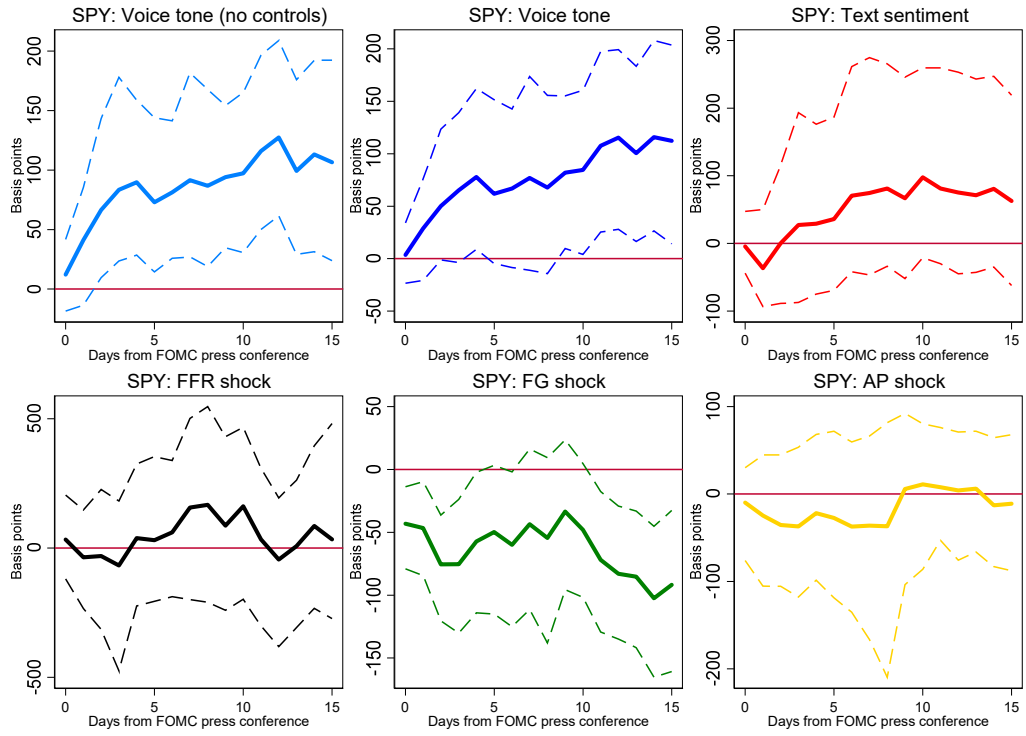 SPY: Voice tone (no controls)
Basis points
200
150
100
50
0
0 5 10 15
Days from FOMC press conference
SPY: Voice tone
Basis points
200
150
100
50
0
-50
0 5 10 15
Days from FOMC press conference
SPY: Text sentiment
Basis points
300
200
100
0
-100
0 5 10 15
Days from FOMC press conference
SPY: FFR shock
Basis points
500
0
-500
0 5 10 15
Days from FOMC press conference
SPY: FG shock
Basis points
50
0
-50
-100
-150
0 5 10 15
Days from FOMC press conference
SPY: AP shock
Basis points
100
0
-100
-200
0 5 10 15
Days from FOMC press conference